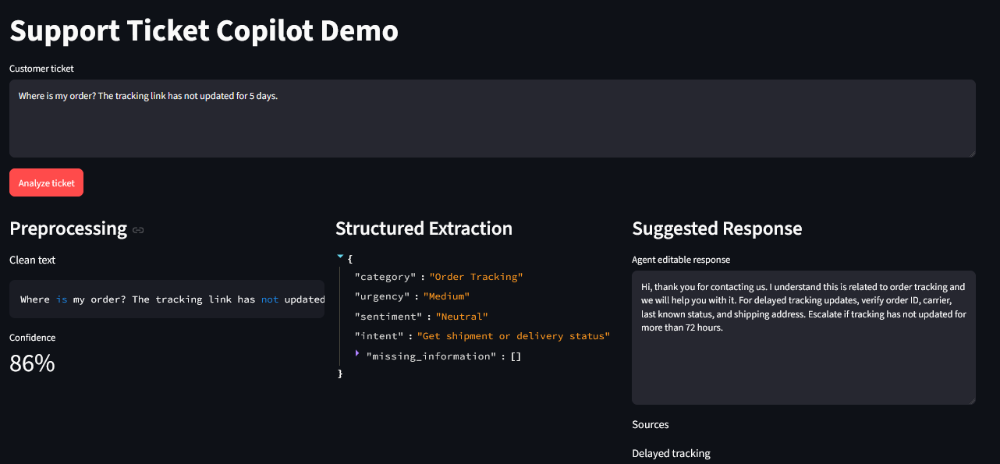 Support Ticket Copilot Demo
Customer ticket
Where is my order? The tracking link has not updated for 5 days.
Analyze ticket
Preprocessing
Clean text
Where is my order? The tracking link has not updated
Confidence
86%
Structured Extraction
{
"category" : "Order Tracking"
"urgency" : "Medium"
"sentiment" : "Neutral"
"intent" : "Get shipment or delivery status"
"missing_information" : []
}
Suggested Response
Agent editable response
Hi, thank you for contacting us. I understand this is related to order tracking and
we will help you with it. For delayed tracking updates, verify order ID, carrier,
last known status, and shipping address. Escalate if tracking has not updated for
more than 72 hours.
Sources
Delayed tracking